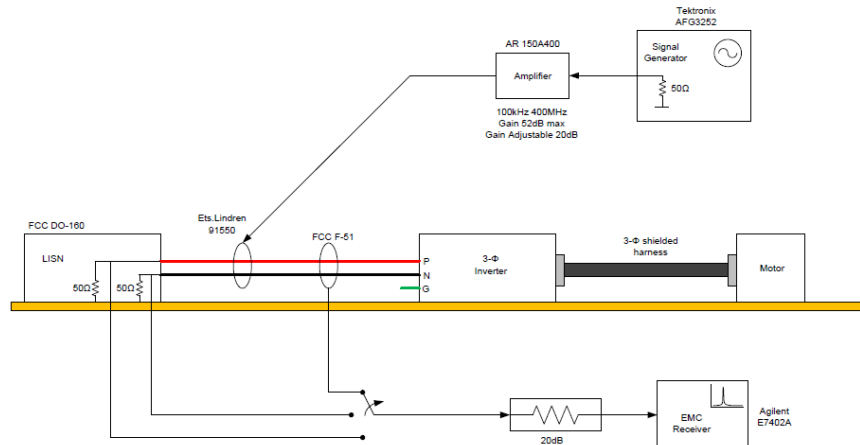 Tektronix
AFG3252
Signal
Generator
50Ω
AR 150A400
Amplifier
100kHz 400MHz
Gain 52dB max
Gain Adjustable 20dB
FCC DO-160
LISN
50Ω
50Ω
Ets.Lindren
91550
FCC F-51
P
N
G
3-Φ
Inverter
3-Φ shielded
harness
Motor
20dB
EMC
Receiver
Agilent
E7402A